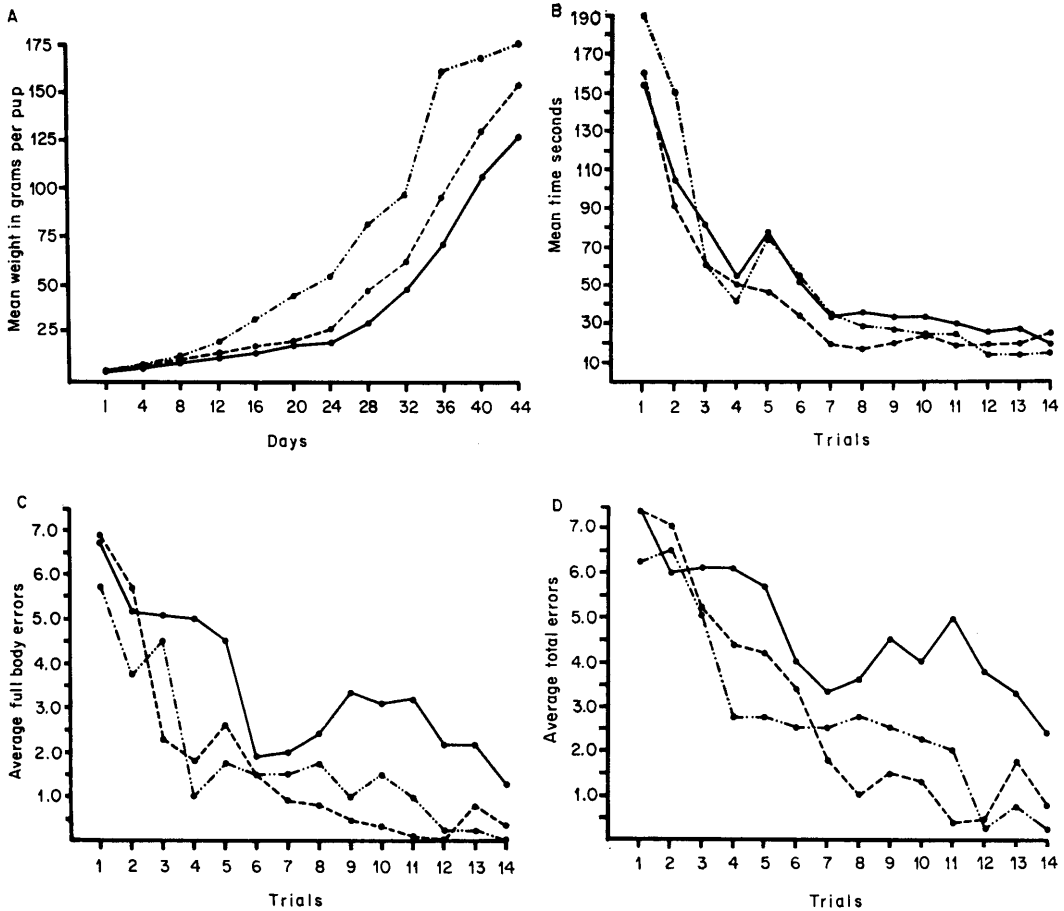 A
Mean weight in grams per pup
175
150
125
100
75
50
25
1 4 8 12 16 20 24 28 32 36 40 44
Days
B
Mean time seconds
190
170
150
130
110
90
70
50
30
10
1 2 3 4 5 6 7 8 9 10 11 12 13 14
Trials
C
Average full body errors
7.0
6.0
5.0
4.0
3.0
2.0
1.0
1 2 3 4 5 6 7 8 9 10 11 12 13 14
Trials
D
Average total errors
7.0
6.0
5.0
4.0
3.0
2.0
1.0
1 2 3 4 5 6 7 8 9 10 11 12 13 14
Trials